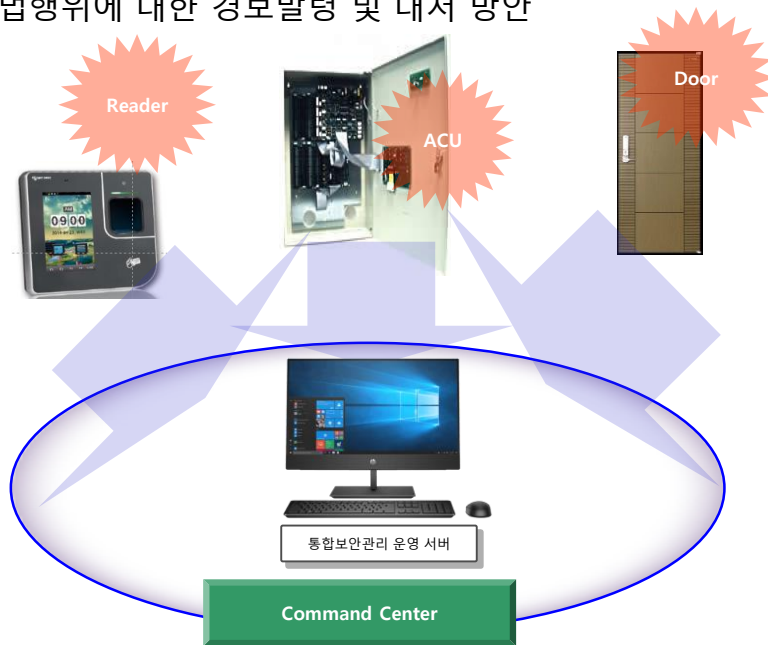 법행위에 대한 경보발령 및 대처 방안
Reader
ACU
Door
09 00
통합보안관리 운영 서버
Command Center